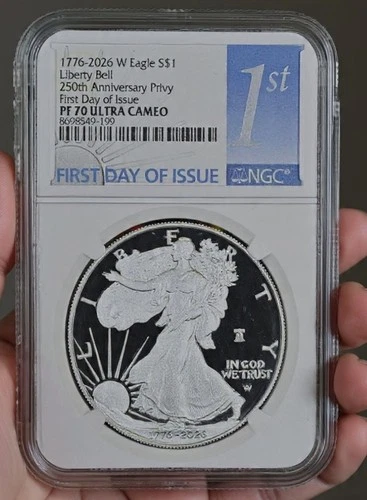 1776-2026 W Eagle S$1
Liberty Bell
250th Anniversary Privy
First Day of Issue
PF 70 ULTRA CAMEO
8698549-199
1st
FIRST DAY OF ISSUE
NGC
LIBERTY
IN GOD
WE TRUST
1776-2026